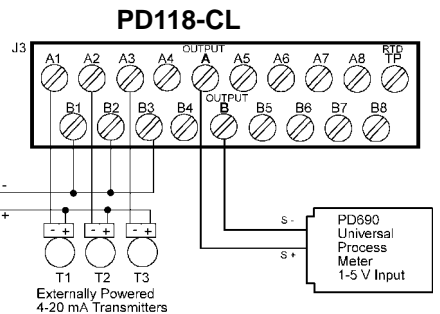 PD118-CL
J3
OUTPUT RTD
A1 A2 A3 A4 A A5 A6 A7 A8 TP
OUTPUT
B1 B2 B3 B4 B B5 B6 B7 B8
-
+
- + - + - +
T1 T2 T3
Externally Powered
4-20 mA Transmitters
S -
S +
PD690
Universal
Process
Meter
1-5 V Input